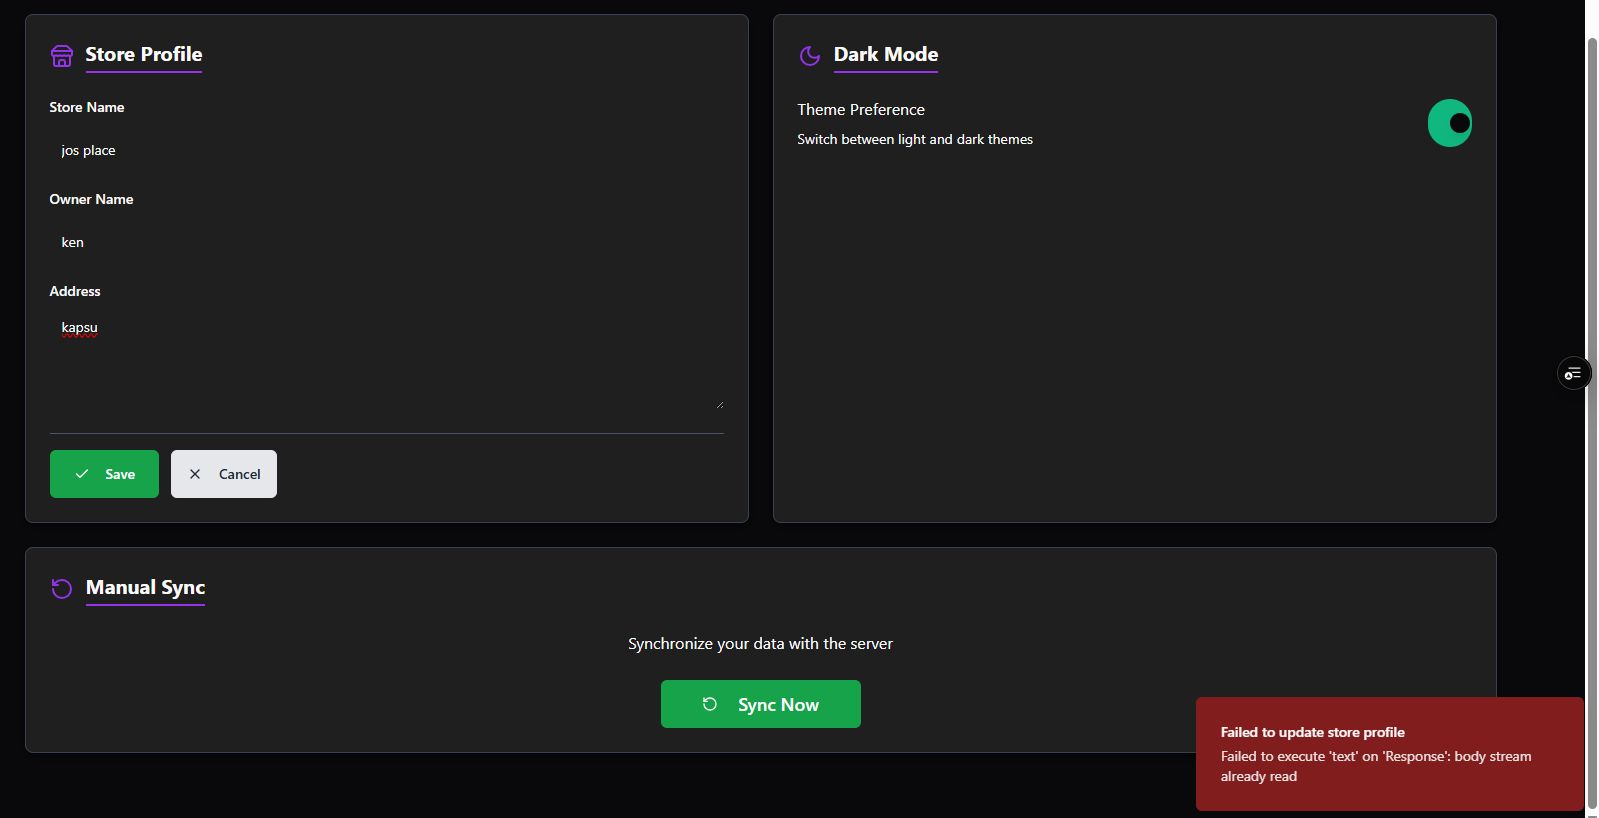 Store Profile
Store Name
jos place
Owner Name
ken
Address
kapsu
Save
Cancel
Dark Mode
Theme Preference
Switch between light and dark themes
Manual Sync
Synchronize your data with the server
Sync Now
Failed to update store profile
Failed to execute 'text' on 'Response': body stream
already read